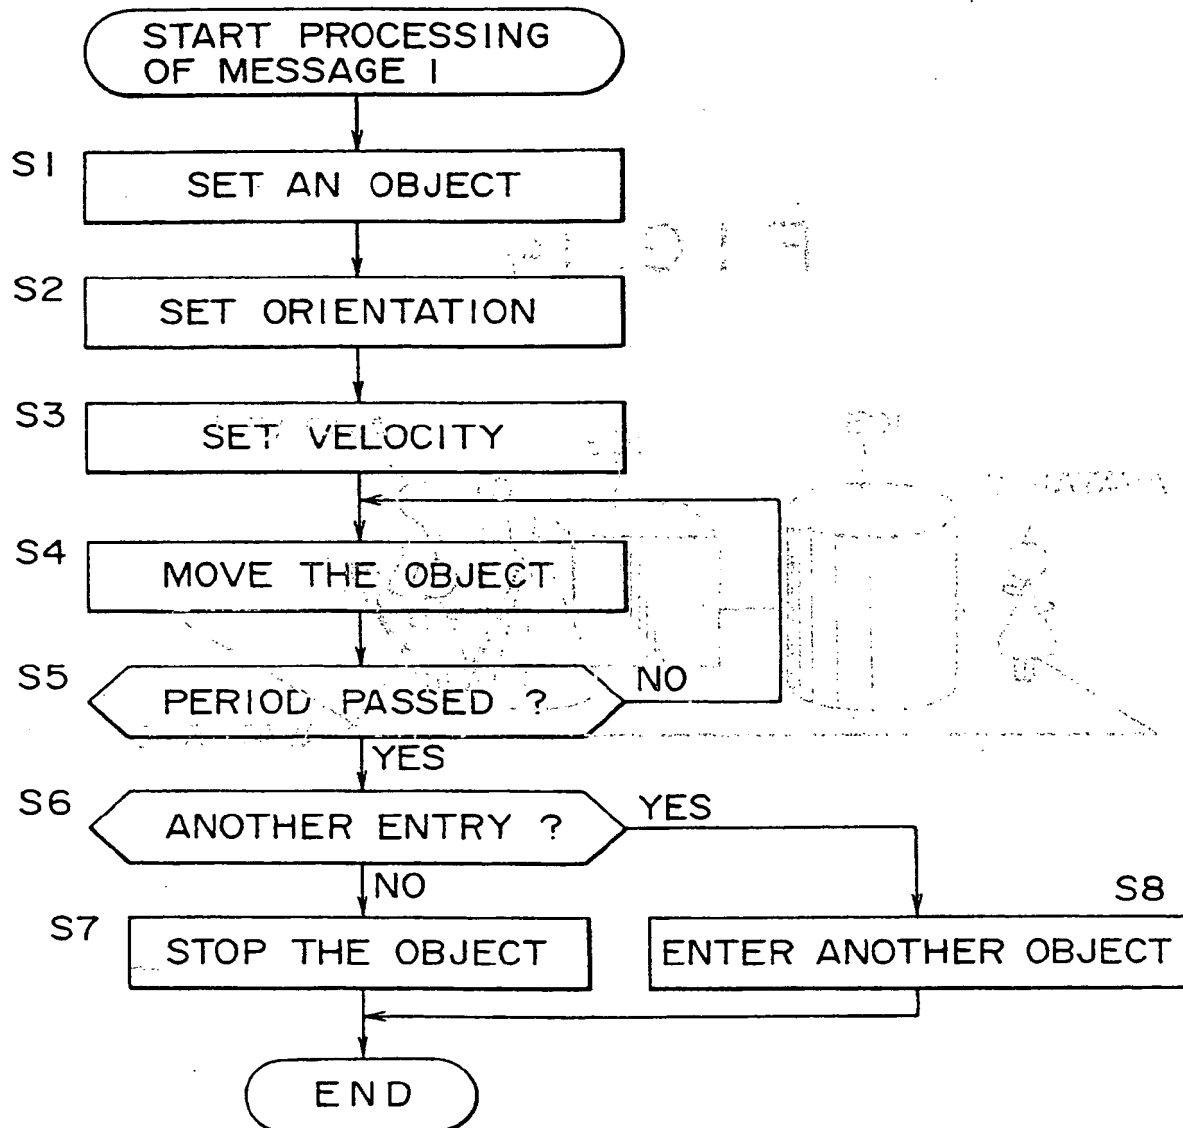 START PROCESSING
OF MESSAGE 1
S1
SET AN OBJECT
S2
SET ORIENTATION
S3
SET VELOCITY
S4
MOVE THE OBJECT
S5
PERIOD PASSED ?
NO
YES
S6
ANOTHER ENTRY ?
YES
NO
S7
STOP THE OBJECT
S8
ENTER ANOTHER OBJECT
END